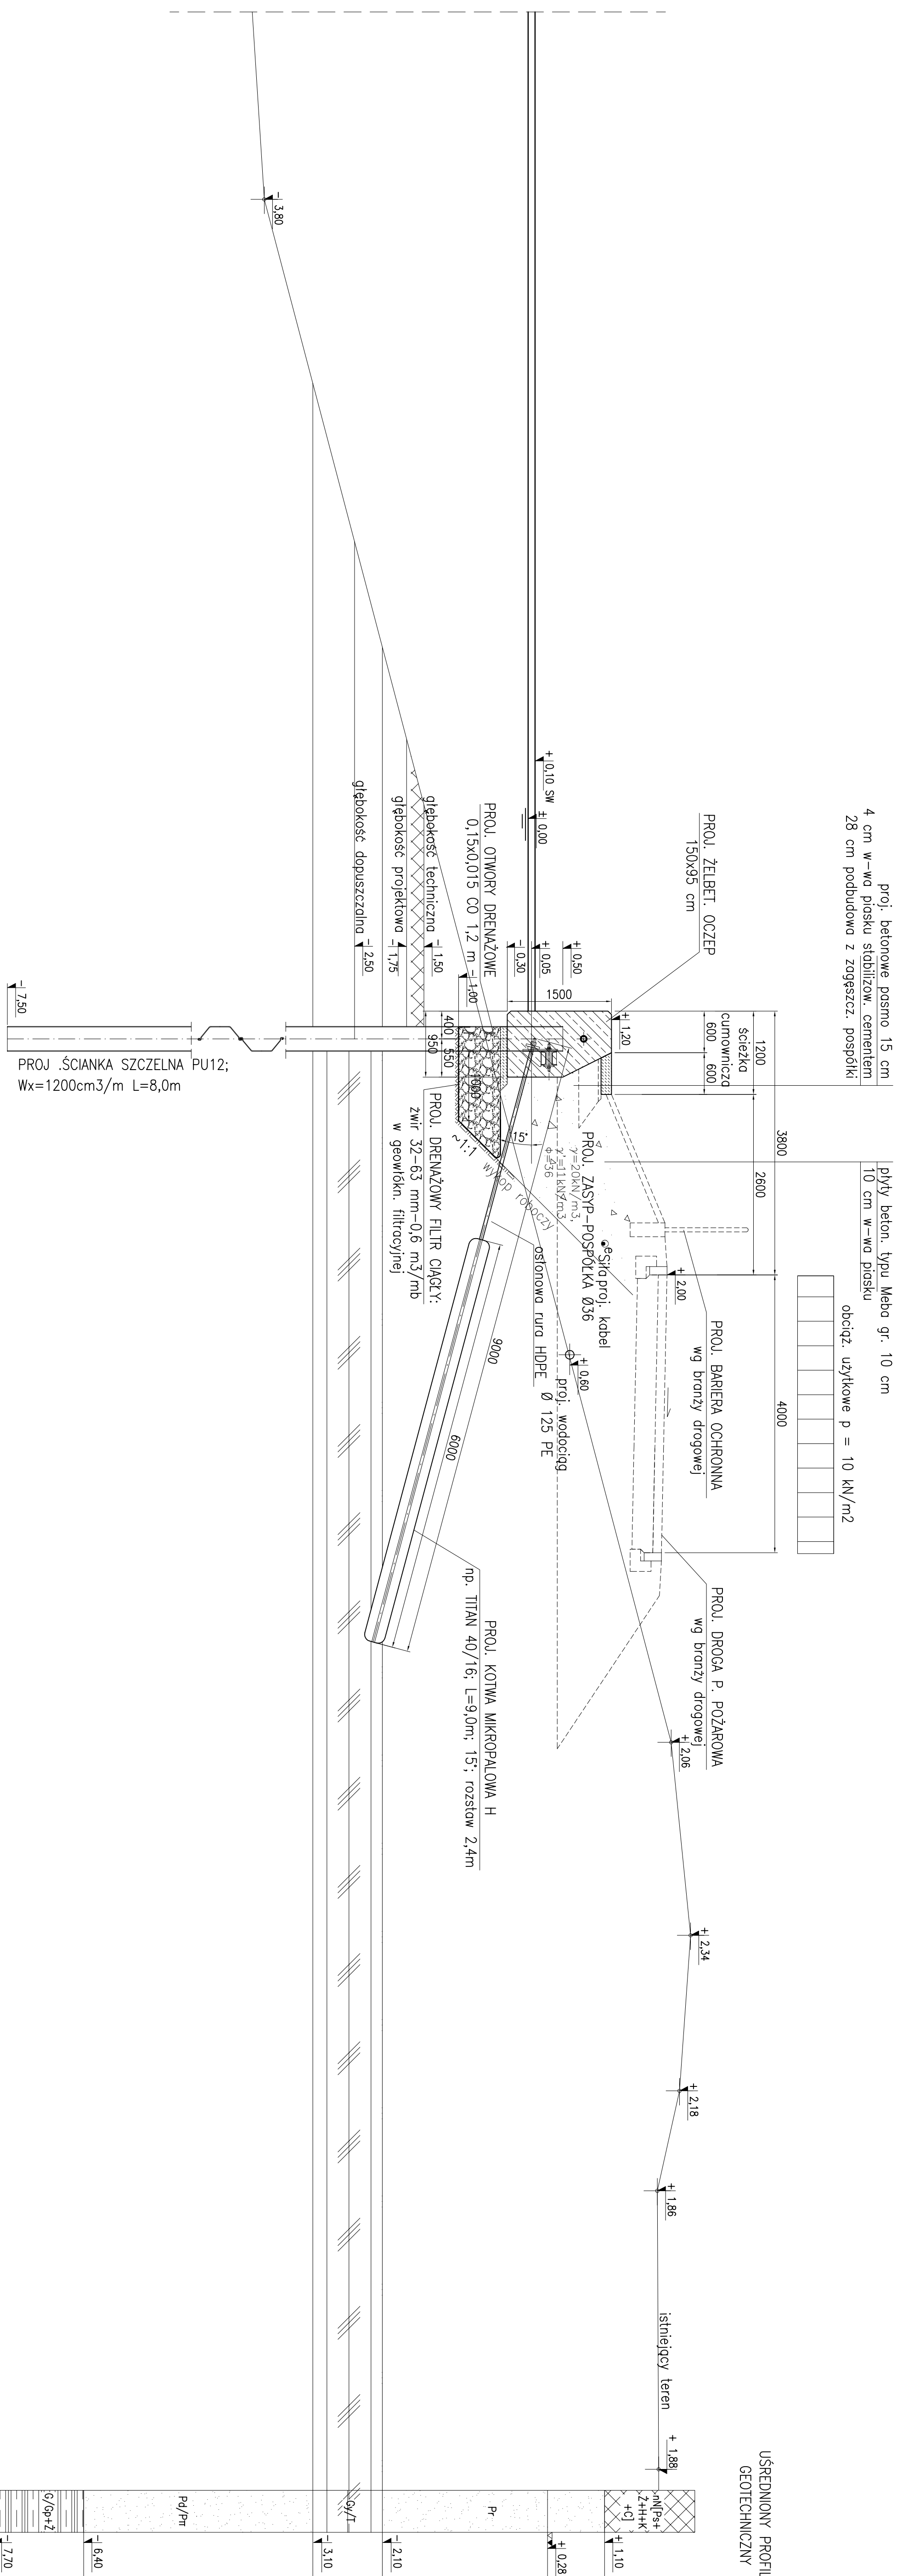 proj. betonowe pasmo 15 cm
4 cm w-wa piasku stabilizow. cementem
28 cm podbudowa z zagęszcz. pospółki
płyty beton. typu Meba gr. 10 cm
10 cm w-wa piasku
obciąż. użytkowe p = 10 kN/m2
3800
4000
1200
2600
ścieżka
cumownicza
600
600
PROJ. ŻELBET. OCZEP
150x95 cm
+ 1,20
1500
+ 2,00
PROJ. BARIERA OCHRONNA
wg branży drogowej
PROJ. DROGA P. POŻAROWA
wg branży drogowej
+ 2,06
+ 2,34
+ 2,18
+ 1,86
istniejący teren
+ 1,88
UŚREDNIONY PROFIL
GEOTECHNICZNY
nN[Ps+
Ż+H+K
+C]
+ 1,10
+ 0,28
Pr
- 2,10
Gy/T
- 3,10
Pd/Pπ
- 6,40
G/Gp+Ż
- 7,70
+ 0,10 SW
± 0,00
+ 0,50
+ 0,05
- 0,30
PROJ. ZASYP-POSPÓŁKA Ø36
γ=20kN/m3,
γ'=11kN/m3,
Φ=36
proj. kabel
+ 0,60
proj. wodociąg
Ø 125 PE
osłonowa rura HDPE
wykop roboczy
~1:1
15°
PROJ. OTWORY DRENAŻOWE
0,15x0,015 CO 1,2 m
- 1,00
1000
400
550
950
głębokość techniczna
- 1,50
głębokość projektowa
- 1,75
głębokość dopuszczalna
- 2,50
PROJ. DRENAŻOWY FILTR CIĄGŁY:
żwir 32-63 mm-0,6 m3/mb
w geowłókn. filtracyjnej
9000
6000
PROJ. KOTWA MIKROPALOWA H
np. TITAN 40/16; L=9,0m; 15°; rozstaw 2,4m
- 3,80
- 7,50
PROJ .ŚCIANKA SZCZELNA PU12;
Wx=1200cm3/m L=8,0m